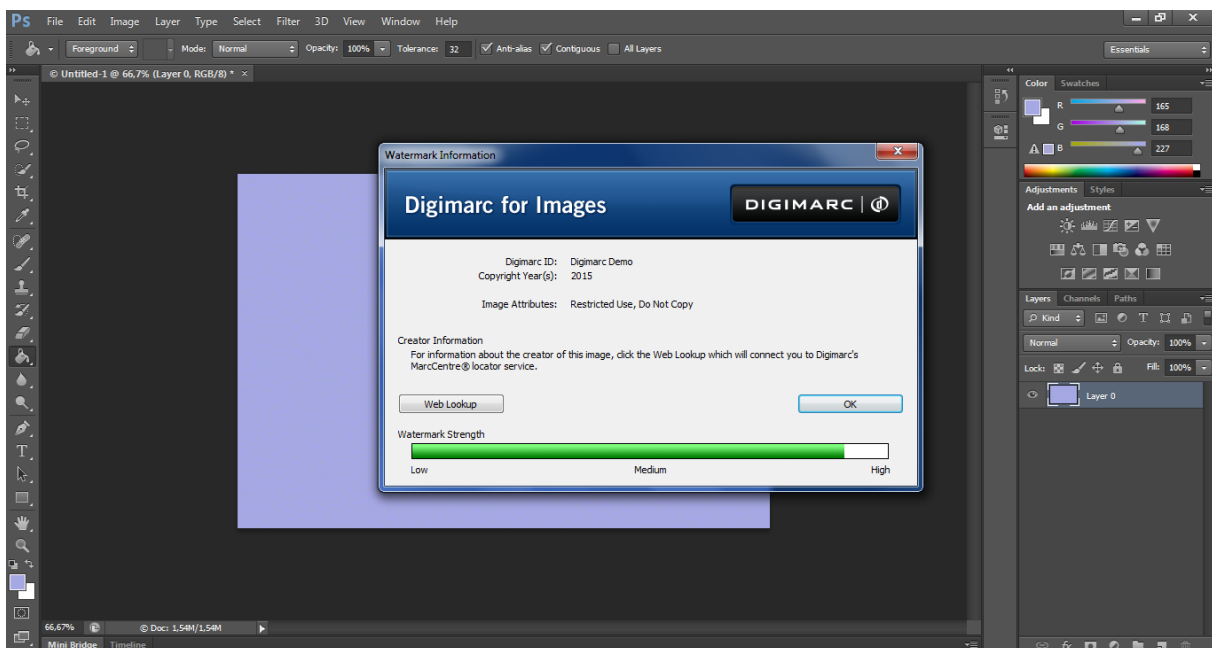 Ps File Edit Image Layer Type Select Filter 3D View Window Help
Foreground Mode: Normal Opacity: 100% Tolerance: 32 Anti-alias Contiguous All Layers Essentials
© Untitled-1 @ 66,7% (Layer 0, RGB/8) * ×
Color Swatches
R 165
G 168
B 227
Adjustments Styles
Add an adjustment
Layers Channels Paths
Kind
Normal Opacity: 100%
Lock: Fill: 100%
Layer 0
Watermark Information
Digimarc for Images DIGIMARC
Digimarc ID: Digimarc Demo
Copyright Year(s): 2015
Image Attributes: Restricted Use, Do Not Copy
Creator Information
For information about the creator of this image, click the Web Lookup which will connect you to Digimarc's
MarcCentre® locator service.
Web Lookup OK
Watermark Strength
Low Medium High
66,67% © Doc: 1,54M/1,54M
Mini Bridge Timeline
fx